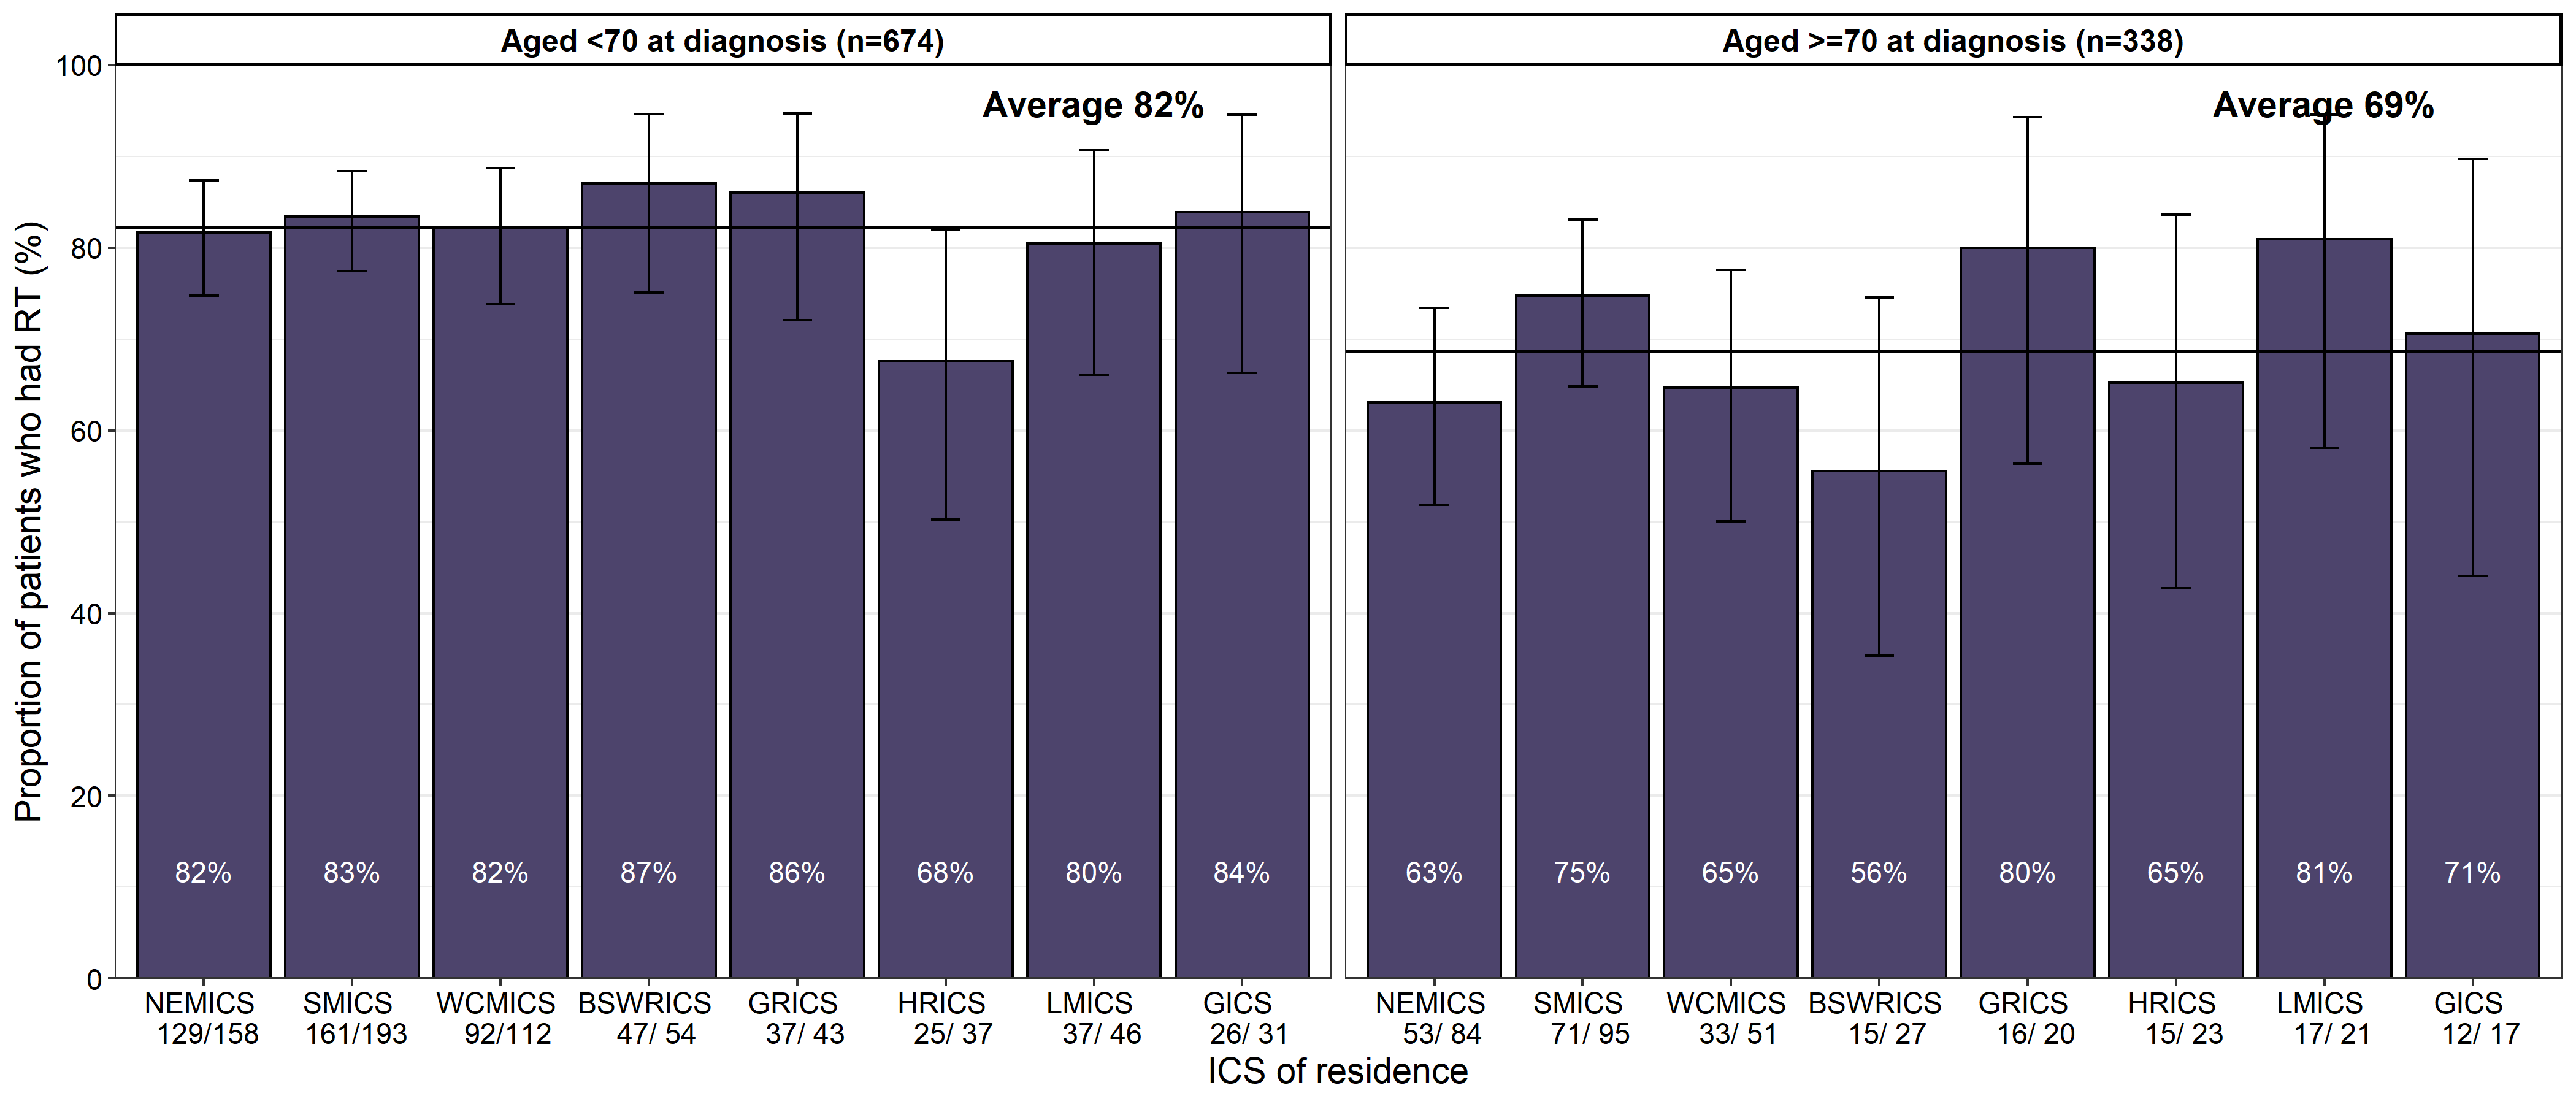 Aged <70 at diagnosis (n=674)
Aged >=70 at diagnosis (n=338)
Average 82%
Average 69%
Proportion of patients who had RT (%)
100
80
60
40
20
0
82% 83% 82% 87% 86% 68% 80% 84%
63% 75% 65% 56% 80% 65% 81% 71%
NEMICS SMICS WCMICS BSWRICS GRICS HRICS LMICS GICS
129/158 161/193 92/112 47/ 54 37/ 43 25/ 37 37/ 46 26/ 31
NEMICS SMICS WCMICS BSWRICS GRICS HRICS LMICS GICS
53/ 84 71/ 95 33/ 51 15/ 27 16/ 20 15/ 23 17/ 21 12/ 17
ICS of residence